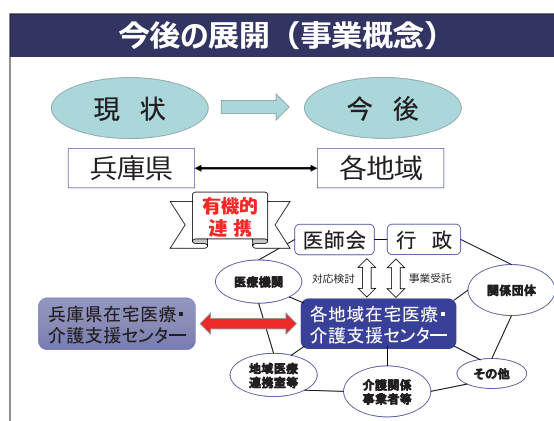 今後の展開（事業概念）
現　状
今　後
兵庫県
各地域
有機的
連携
医師会
行　政
医療機関
対応検討
事業受託
関係団体
兵庫県在宅医療・
介護支援センター
各地域在宅医療・
介護支援センター
地域医療
連携室等
介護関係
事業者等
その他